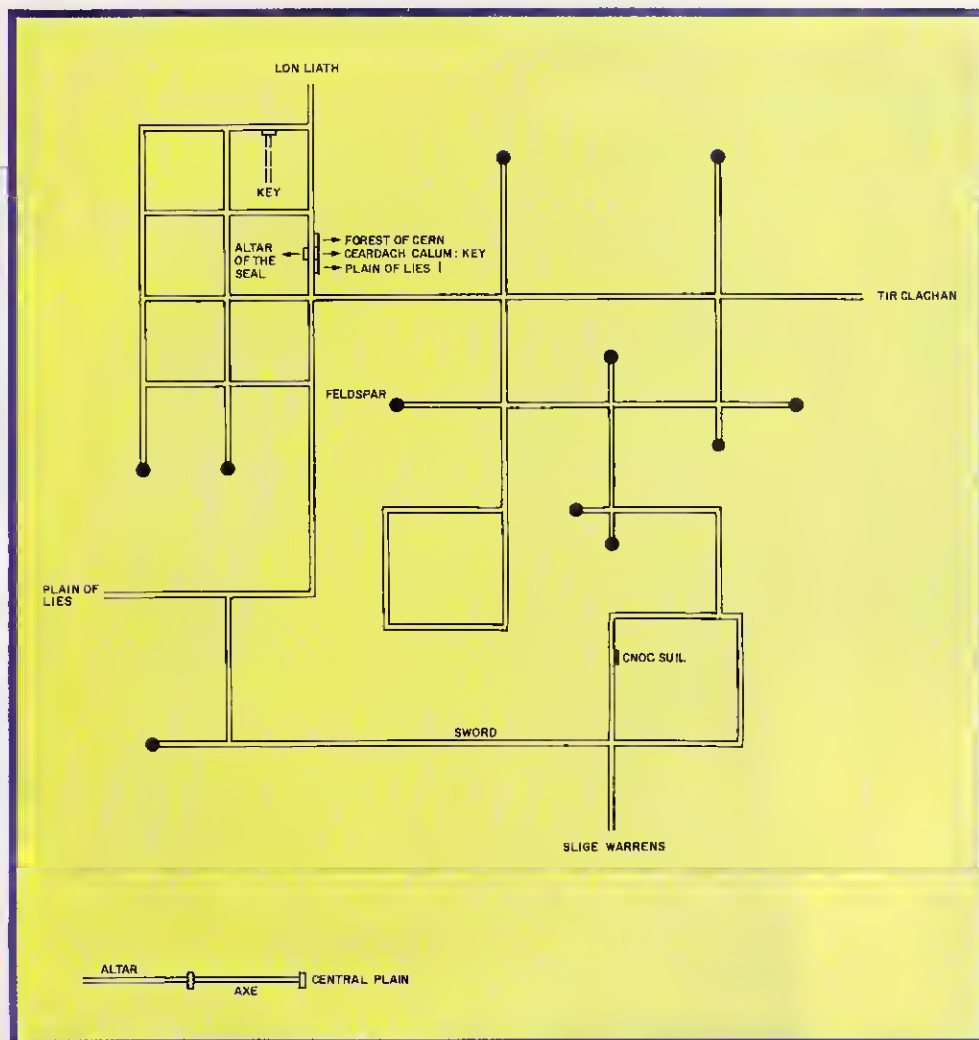 LON LIATH
KEY
FOREST OF CERN
ALTAR
OF THE
SEAL
CEARDACH CALUM: KEY
PLAIN OF LIES I
TIR CLACHAN
FELDSPAR
PLAIN OF
LIES
CNOC SUIL
SWORD
SLIGE WARRENS
ALTAR
AXE
CENTRAL PLAIN